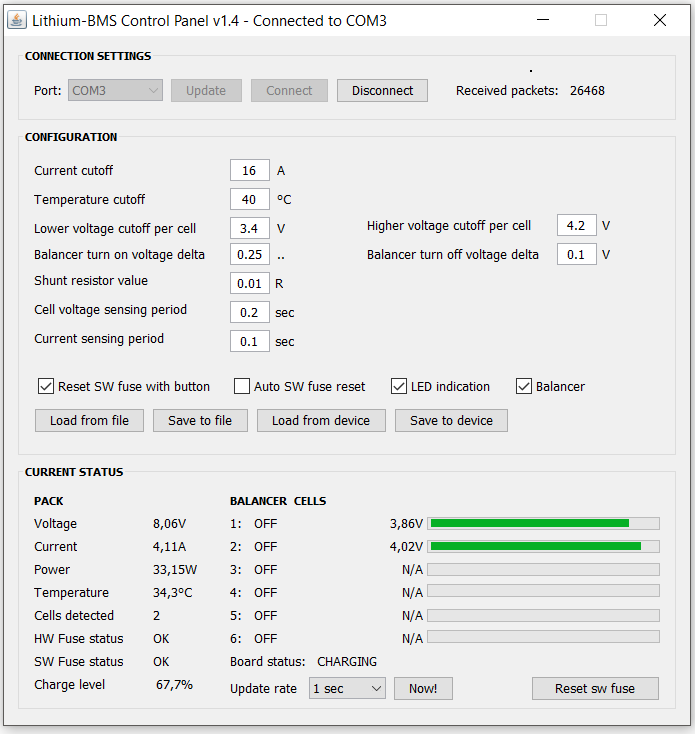 Lithium-BMS Control Panel v1.4 - Connected to COM3
CONNECTION SETTINGS
Port: COM3 Update Connect Disconnect Received packets: 26468
CONFIGURATION
Current cutoff 16 A
Temperature cutoff 40 ºC
Lower voltage cutoff per cell 3.4 V Higher voltage cutoff per cell 4.2 V
Balancer turn on voltage delta 0.25 .. Balancer turn off voltage delta 0.1 V
Shunt resistor value 0.01 R
Cell voltage sensing period 0.2 sec
Current sensing period 0.1 sec
Reset SW fuse with button Auto SW fuse reset LED indication Balancer
Load from file Save to file Load from device Save to device
CURRENT STATUS
PACK BALANCER CELLS
Voltage 8,06V 1: OFF 3,86V
Current 4,11A 2: OFF 4,02V
Power 33,15W 3: OFF N/A
Temperature 34,3ºC 4: OFF N/A
Cells detected 2 5: OFF N/A
HW Fuse status OK 6: OFF N/A
SW Fuse status OK Board status: CHARGING
Charge level 67,7% Update rate 1 sec Now! Reset sw fuse